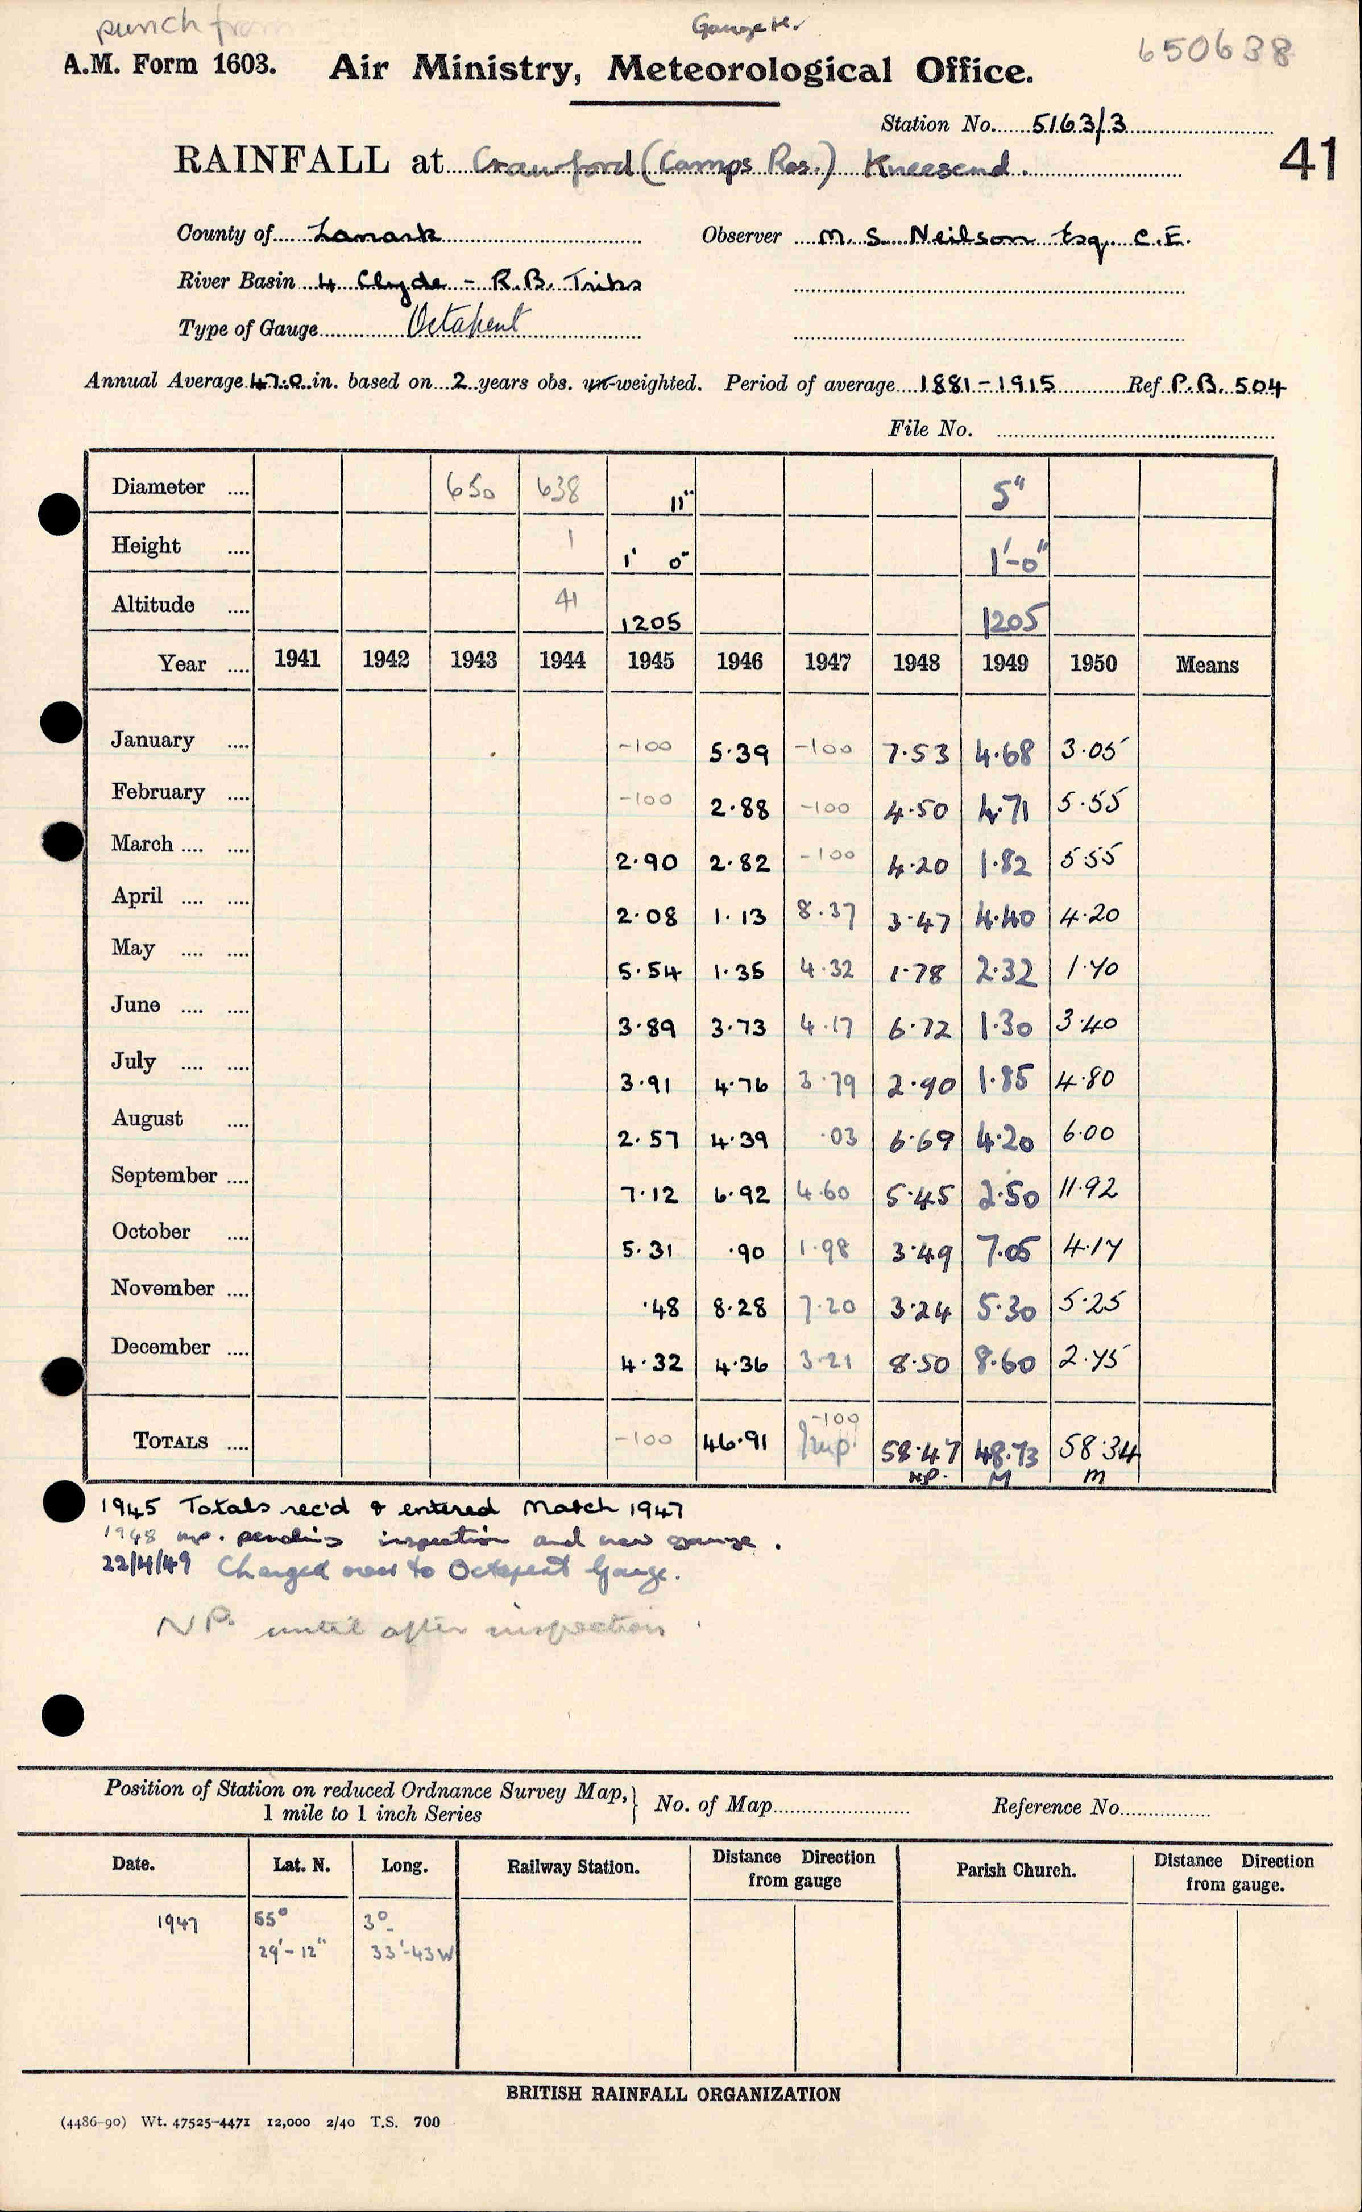 punch from
Gauge H.
650638
A.M. Form 1603. Air Ministry, Meteorological Office.
Station No. 5163/3
41
RAINFALL at Crawford (Camps Res.) Kneesend.
County of Lanark Observer M. S. Neilson Esq. C.E.
River Basin 4 Clyde - R.B. Tribs
Type of Gauge Octapent
Annual Average 47.0 in. based on 2 years obs. un-weighted. Period of average 1881-1915 Ref P.B. 504
File No.
Diameter .... 650 638 11" 5"
Height .... 1 1' 0" 1'-0"
Altitude .... 41 1205 1205
Year .... 1941 1942 1943 1944 1945 1946 1947 1948 1949 1950 Means
January .... -100 5.39 -100 7.53 4.68 3.05
February .... -100 2.88 -100 4.50 4.71 5.55
March .... .... 2.90 2.82 -100 4.20 1.82 5.55
April .... .... 2.08 1.13 8.37 3.47 4.40 4.20
May .... .... 5.54 1.35 4.32 1.78 2.32 1.70
June .... .... 3.89 3.73 4.17 6.72 1.30 3.40
July .... .... 3.91 4.76 3.79 2.90 1.85 4.80
August .... 2.57 4.39 .03 6.69 4.20 6.00
September .... 7.12 6.92 4.60 5.45 2.50 11.92
October .... 5.31 .90 1.98 3.49 7.05 4.17
November .... .48 8.28 7.20 3.24 5.30 5.25
December .... 4.32 4.36 3.21 8.50 8.60 2.75
-100
TOTALS .... -100 46.91 Imp. 58.47 48.73 58.34
N.P. M M
1945 Totals rec'd & entered March 1947
1948 n.p. pending inspection and new gauge.
22/4/49 Changed over to Octapent Gauge.
NP. until after inspection.
Position of Station on reduced Ordnance Survey Map, } No. of Map Reference No.
1 mile to 1 inch Series
Date. Lat. N. Long. Railway Station. Distance Direction from gauge Parish Church. Distance Direction from gauge.
1947 55° 3°
29'-12" 33'-43W
BRITISH RAINFALL ORGANIZATION
(4486-90) Wt. 47525-4471 12,000 2/40 T.S. 700